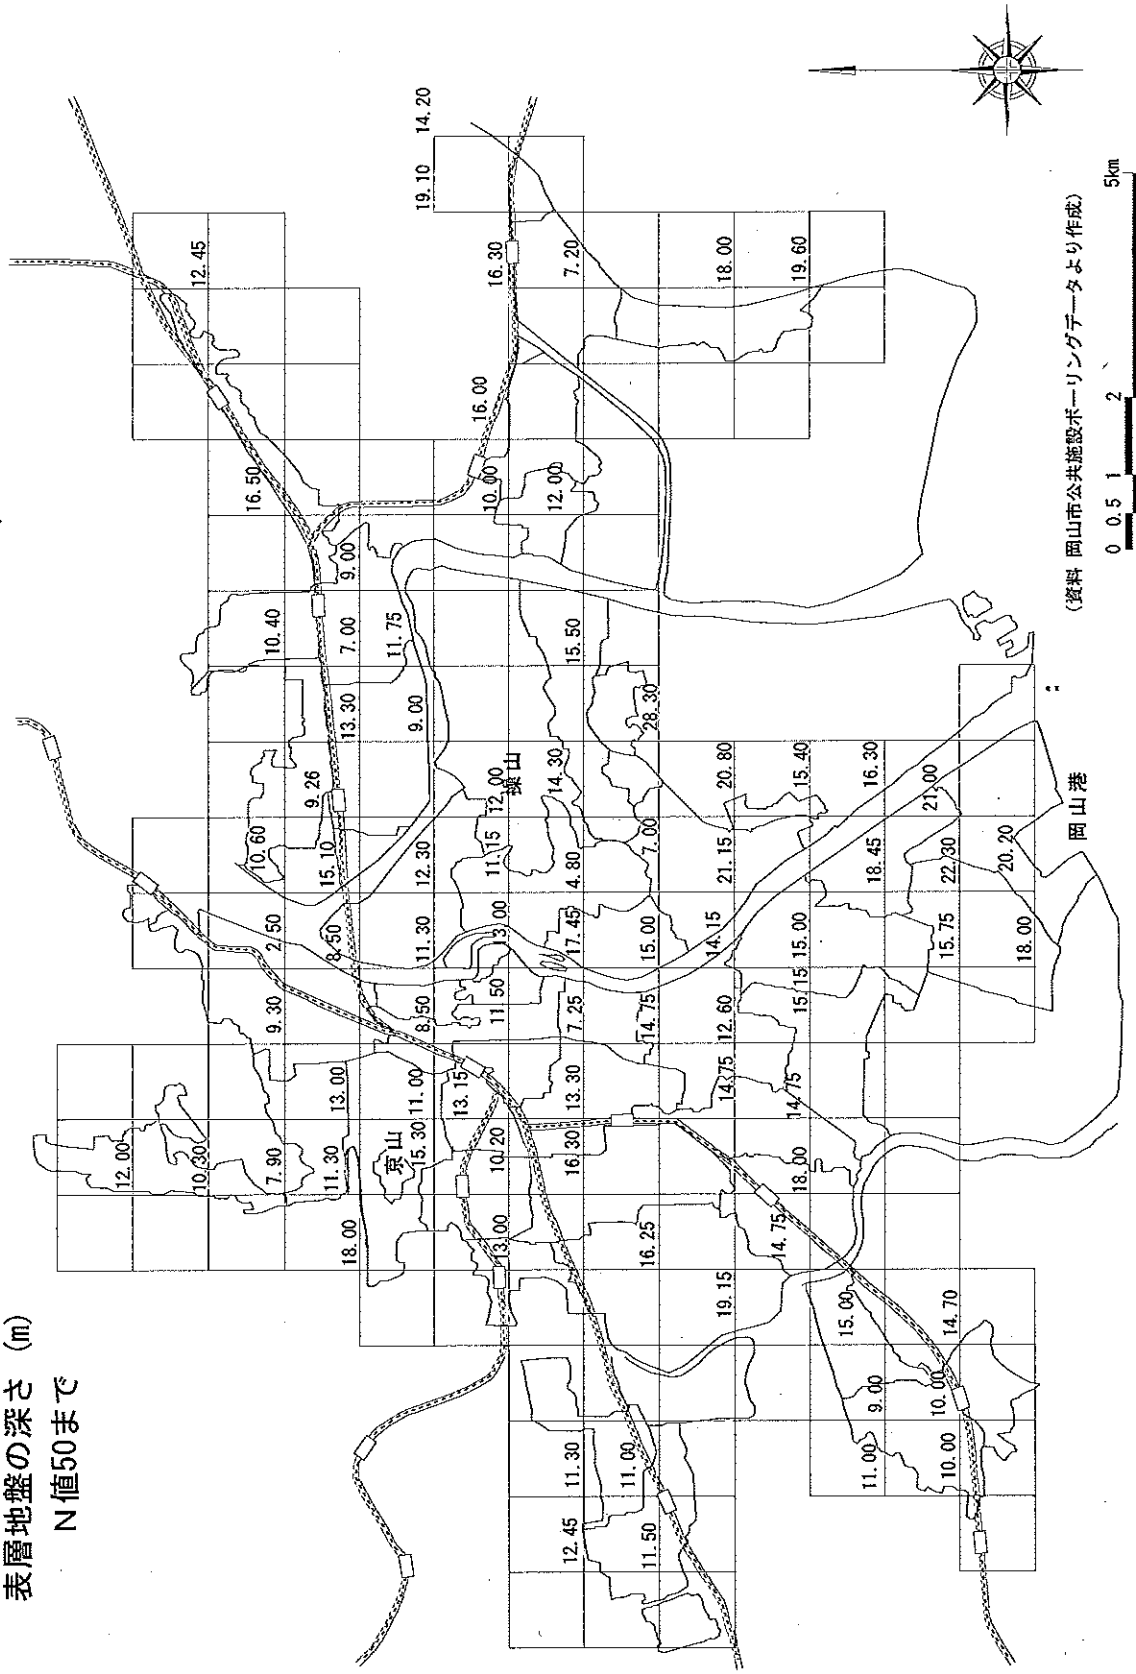 表層地盤の深さ (m)
N値50まで
12.00
10.30 12.45
7.90 9.30 2.50 10.60 10.40 16.50
18.00 11.30 13.00 8.50 15.10 9.26 13.30 7.00 9.00
京山
15.30 11.00 8.50 11.30 12.30 9.00 11.75 19.10 14.20
13.00 10.20 13.15 11.50 13.00 11.15 12.00 10.00 16.00 16.30
操山
12.45 11.30 16.30 13.30 7.25 17.45 4.80 14.30 15.50 12.00 7.20
11.50 11.00 16.25 14.75 15.00 7.00 28.30
19.15 14.75 12.60 14.15 21.15 20.80 18.00
14.75 18.00 14.75 15.15 15.00 15.40 19.60
11.00 9.00 15.00 18.45 16.30
10.00 10.00 14.70 15.75 22.30 21.00
18.00 20.20
岡山港
(資料 岡山市公共施設ボーリングデータより作成)
0 0.5 1 2 5km